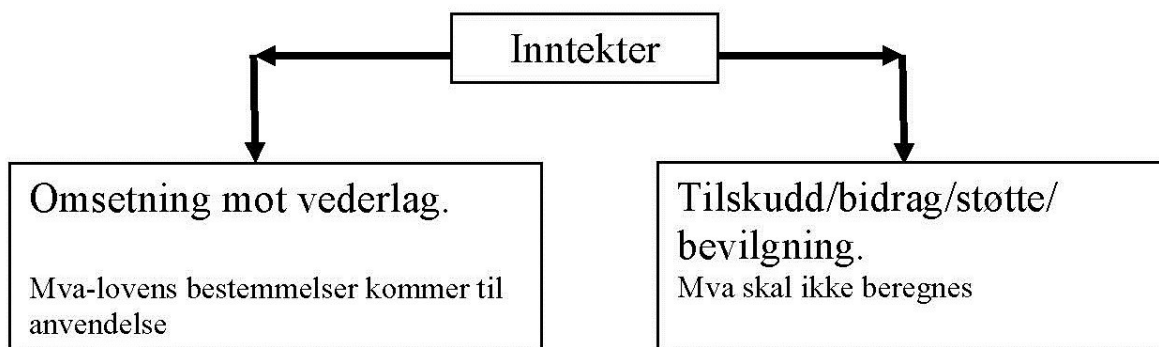 Inntekter
Omsetning mot vederlag.
Mva-lovens bestemmelser kommer til
anvendelse
Tilskudd/bidrag/støtte/
bevilgning.
Mva skal ikke beregnes